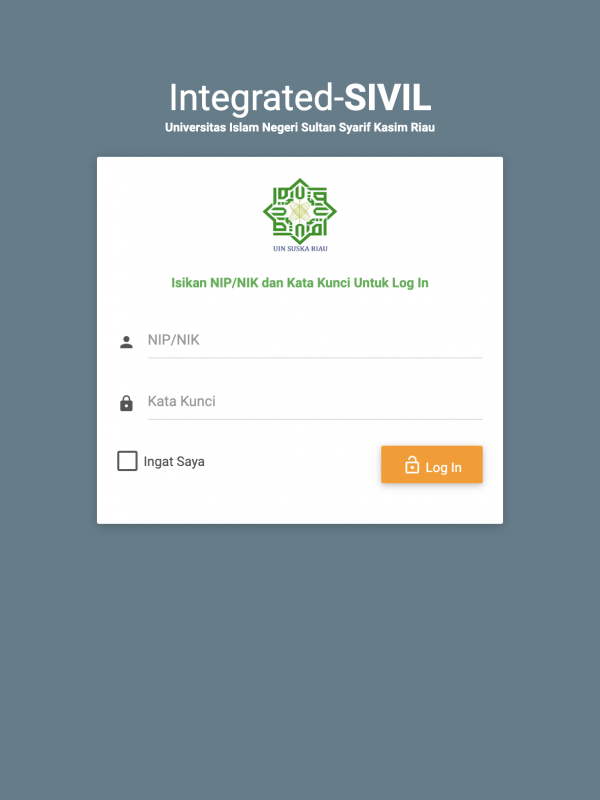 Integrated-SIVIL
Universitas Islam Negeri Sultan Syarif Kasim Riau
UIN SUSKA RIAU
Isikan NIP/NIK dan Kata Kunci Untuk Log In
NIP/NIK
Kata Kunci
Ingat Saya
Log In